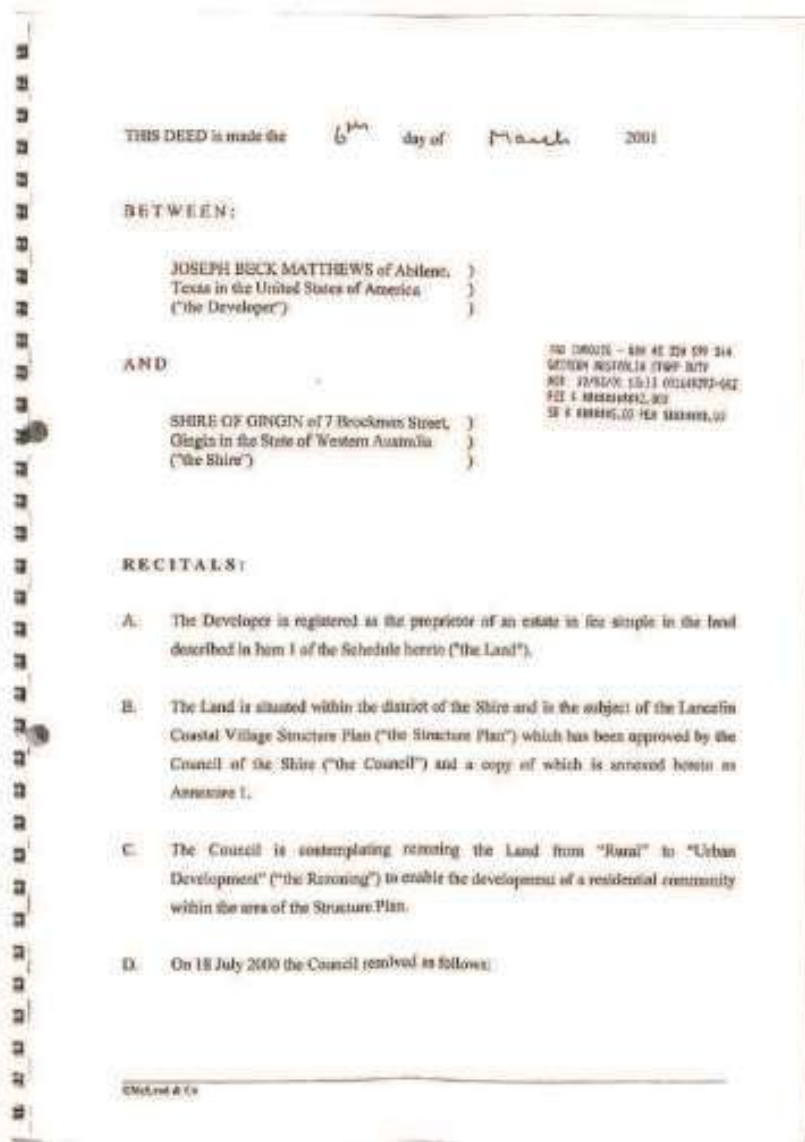 THIS DEED is made the 6th day of March 2001
BETWEEN:
JOSEPH BECK MATTHEWS of Abilene, )
Texas in the United States of America )
("the Developer") )
AND
WESTERN AUSTRALIA STAMP DUTY
SHIRE OF GINGIN of 7 Brockman Street, )
Gingin in the State of Western Australia )
("the Shire") )
RECITALS:
A. The Developer is registered as the proprietor of an estate in fee simple in the land
described in Item 1 of the Schedule hereto ("the Land").
B. The Land is situated within the district of the Shire and is the subject of the Lancelin
Coastal Village Structure Plan ("the Structure Plan") which has been approved by the
Council of the Shire ("the Council") and a copy of which is annexed hereto as
Annexure 1.
C. The Council is contemplating rezoning the Land from "Rural" to "Urban
Development" ("the Rezoning") to enable the development of a residential community
within the area of the Structure Plan.
D. On 18 July 2000 the Council resolved as follows:
©McLeod & Co